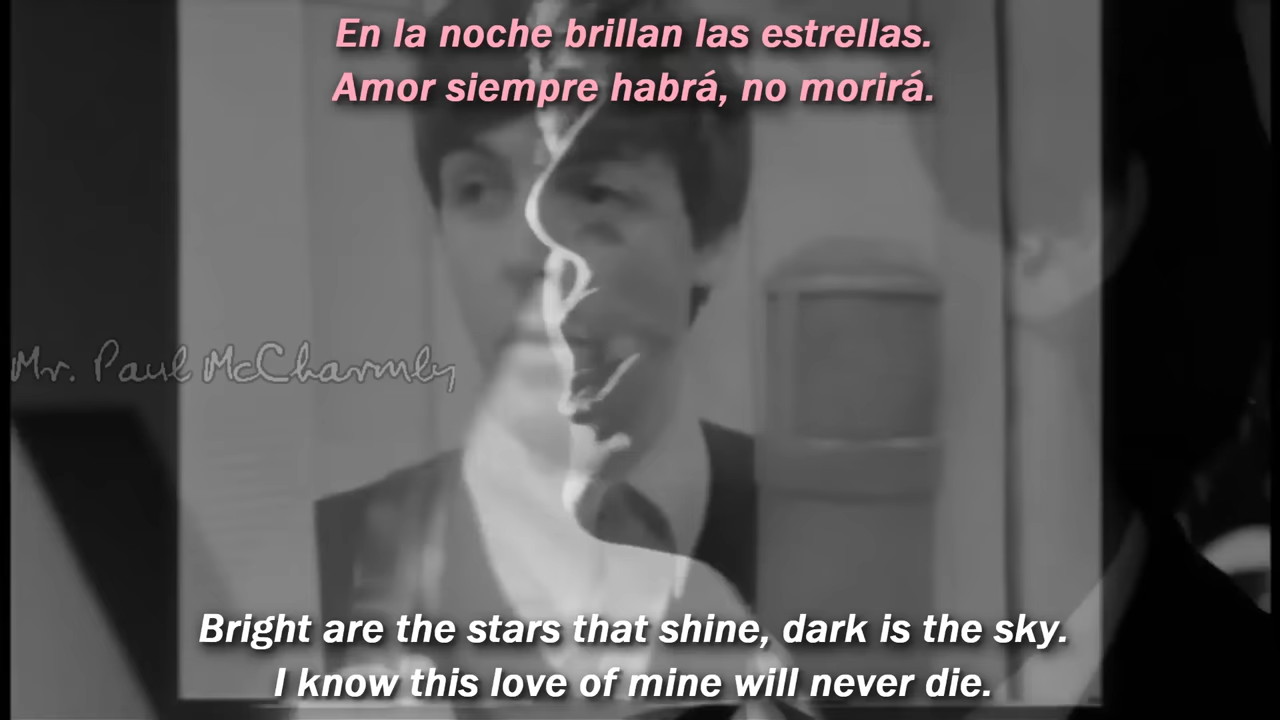 En la noche brillan las estrellas.
Amor siempre habrá, no morirá.
Mr. Paul McCharmly
Bright are the stars that shine, dark is the sky.
I know this love of mine will never die.